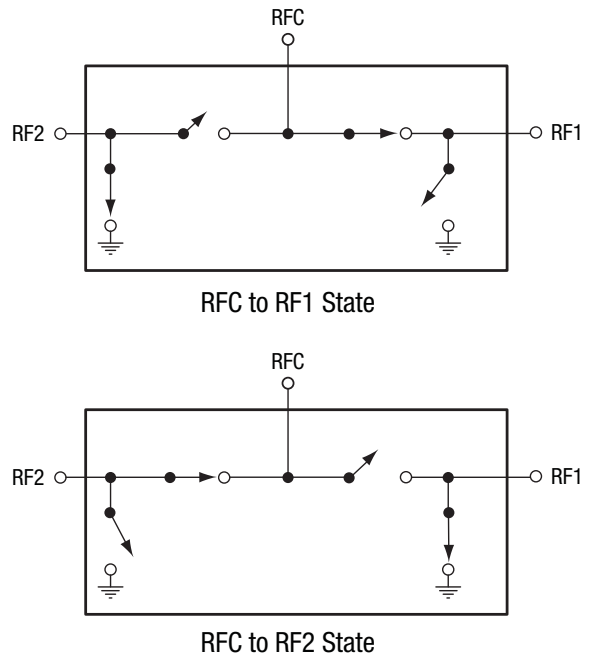 RFC
RF2
RF1
RFC to RF1 State
RFC
RF2
RF1
RFC to RF2 State